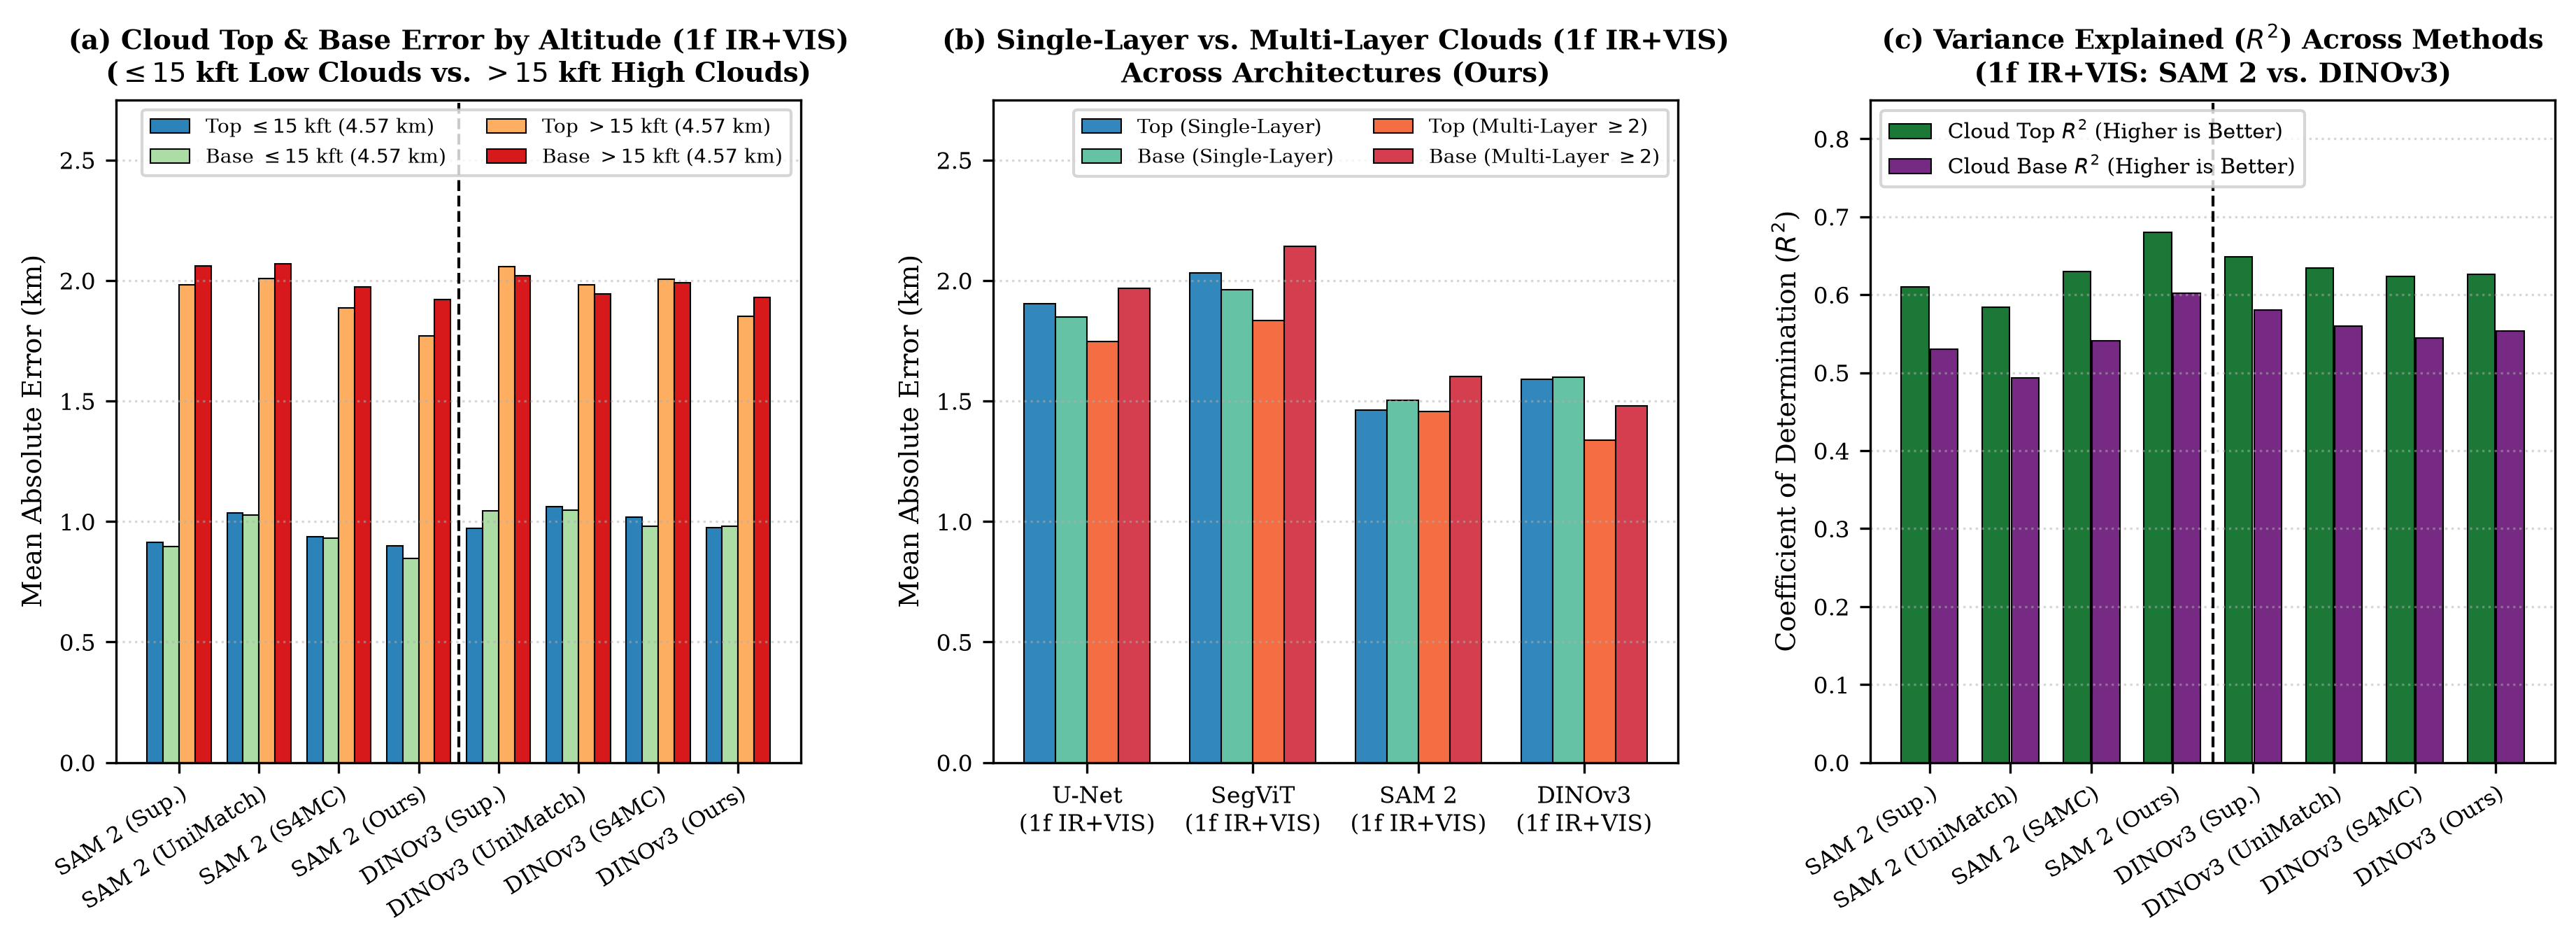 (a) Cloud Top & Base Error by Altitude (1f IR+VIS)
(≤15 kft Low Clouds vs. >15 kft High Clouds)
Top ≤15 kft (4.57 km)
Base ≤15 kft (4.57 km)
Top >15 kft (4.57 km)
Base >15 kft (4.57 km)
Mean Absolute Error (km)
2.5
2.0
1.5
1.0
0.5
0.0
SAM 2 (Sup.)
SAM 2 (UniMatch)
SAM 2 (S4MC)
SAM 2 (Ours)
DINOv3 (Sup.)
DINOv3 (UniMatch)
DINOv3 (S4MC)
DINOv3 (Ours)
(b) Single-Layer vs. Multi-Layer Clouds (1f IR+VIS)
Across Architectures (Ours)
Top (Single-Layer)
Base (Single-Layer)
Top (Multi-Layer ≥2)
Base (Multi-Layer ≥2)
Mean Absolute Error (km)
2.5
2.0
1.5
1.0
0.5
0.0
U-Net
(1f IR+VIS)
SegViT
(1f IR+VIS)
SAM 2
(1f IR+VIS)
DINOv3
(1f IR+VIS)
(c) Variance Explained (R²) Across Methods
(1f IR+VIS: SAM 2 vs. DINOv3)
Cloud Top R² (Higher is Better)
Cloud Base R² (Higher is Better)
Coefficient of Determination (R²)
0.8
0.7
0.6
0.5
0.4
0.3
0.2
0.1
0.0
SAM 2 (Sup.)
SAM 2 (UniMatch)
SAM 2 (S4MC)
SAM 2 (Ours)
DINOv3 (Sup.)
DINOv3 (UniMatch)
DINOv3 (S4MC)
DINOv3 (Ours)